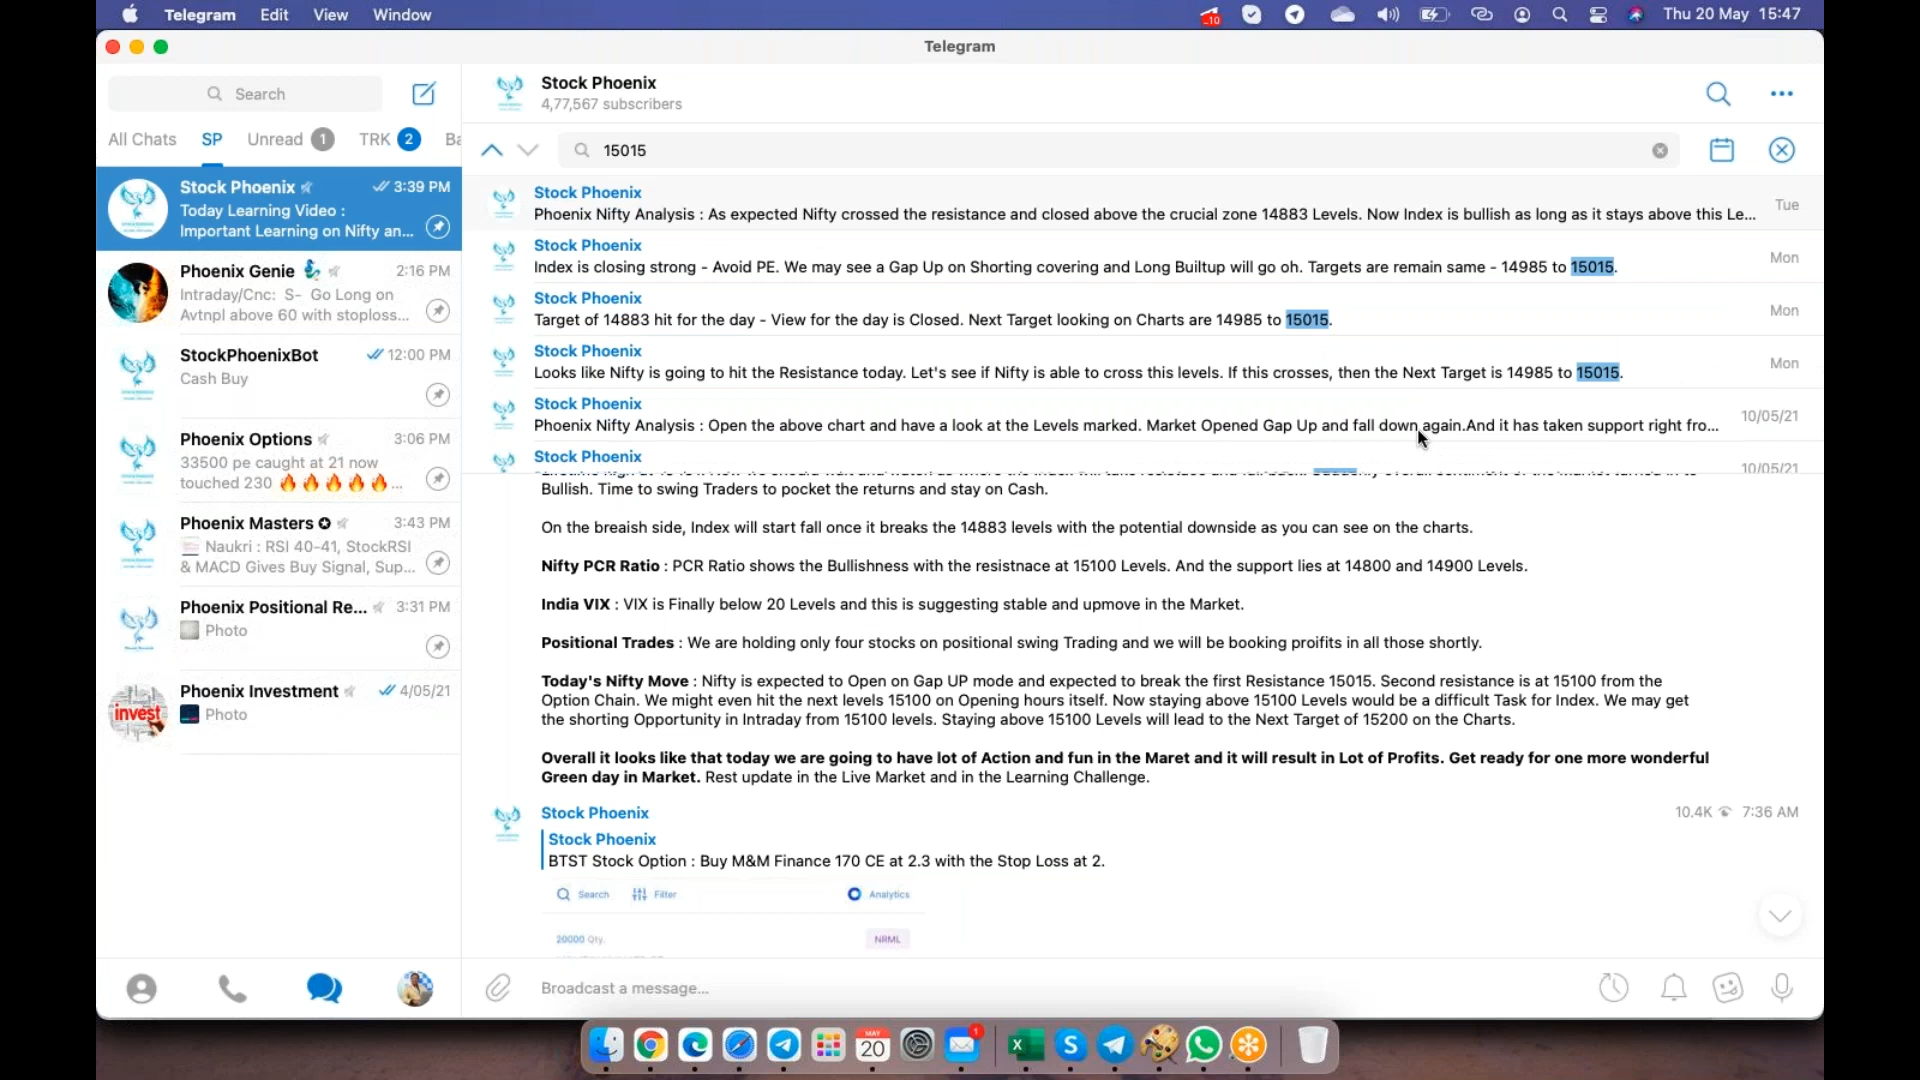 Telegram Edit View Window
10
Thu 20 May 15:47
Telegram
Search
All Chats SP Unread 1 TRK 2 Ba
Stock Phoenix 3:39 PM
Today Learning Video :
Important Learning on Nifty an...
Phoenix Genie 2:16 PM
Intraday/Cnc: S- Go Long on
Avtnpl above 60 with stoploss...
StockPhoenixBot 12:00 PM
Cash Buy
Phoenix Options 3:06 PM
33500 pe caught at 21 now
touched 230 🔥🔥🔥🔥🔥...
Phoenix Masters ✪ 3:43 PM
Naukri : RSI 40-41, StockRSI
& MACD Gives Buy Signal, Sup...
Phoenix Positional Re... 3:31 PM
Photo
invest
Phoenix Investment 4/05/21
Photo
Stock Phoenix
4,77,567 subscribers
15015
Stock Phoenix
Phoenix Nifty Analysis : As expected Nifty crossed the resistance and closed above the crucial zone 14883 Levels. Now Index is bullish as long as it stays above this Le... Tue
Stock Phoenix
Index is closing strong - Avoid PE. We may see a Gap Up on Shorting covering and Long Builtup will go oh. Targets are remain same - 14985 to 15015. Mon
Stock Phoenix
Target of 14883 hit for the day - View for the day is Closed. Next Target looking on Charts are 14985 to 15015. Mon
Stock Phoenix
Looks like Nifty is going to hit the Resistance today. Let's see if Nifty is able to cross this levels. If this crosses, then the Next Target is 14985 to 15015. Mon
Stock Phoenix
Phoenix Nifty Analysis : Open the above chart and have a look at the Levels marked. Market Opened Gap Up and fall down again.And it has taken support right fro... 10/05/21
Stock Phoenix 10/05/21
Bullish. Time to swing Traders to pocket the returns and stay on Cash.
On the breaish side, Index will start fall once it breaks the 14883 levels with the potential downside as you can see on the charts.
Nifty PCR Ratio : PCR Ratio shows the Bullishness with the resistnace at 15100 Levels. And the support lies at 14800 and 14900 Levels.
India VIX : VIX is Finally below 20 Levels and this is suggesting stable and upmove in the Market.
Positional Trades : We are holding only four stocks on positional swing Trading and we will be booking proifits in all those shortly.
Today's Nifty Move : Nifty is expected to Open on Gap UP mode and expected to break the first Resistance 15015. Second resistance is at 15100 from the
Option Chain. We might even hit the next levels 15100 on Opening hours itself. Now staying above 15100 Levels would be a difficult Task for Index. We may get
the shorting Opportunity in Intraday from 15100 levels. Staying above 15100 Levels will lead to the Next Target of 15200 on the Charts.
Overall it looks like that today we are going to have lot of Action and fun in the Maret and it will result in Lot of Profits. Get ready for one more wonderful
Green day in Market. Rest update in the Live Market and in the Learning Challenge.
Stock Phoenix 10.4K 7:36 AM
Stock Phoenix
BTST Stock Option : Buy M&M Finance 170 CE at 2.3 with the Stop Loss at 2.
Search Filter Analytics
20000 Qty. NRML
Broadcast a message...
MAY
20
1